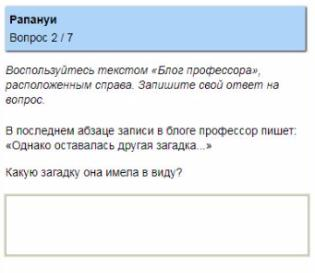 Рапануи
Вопрос 2 / 7
Воспользуйтесь текстом «Блог профессора»,
расположенным справа. Запишите свой ответ на
вопрос.
В последнем абзаце записи в блоге профессор пишет:
«Однако оставалась другая загадка...»
Какую загадку она имела в виду?